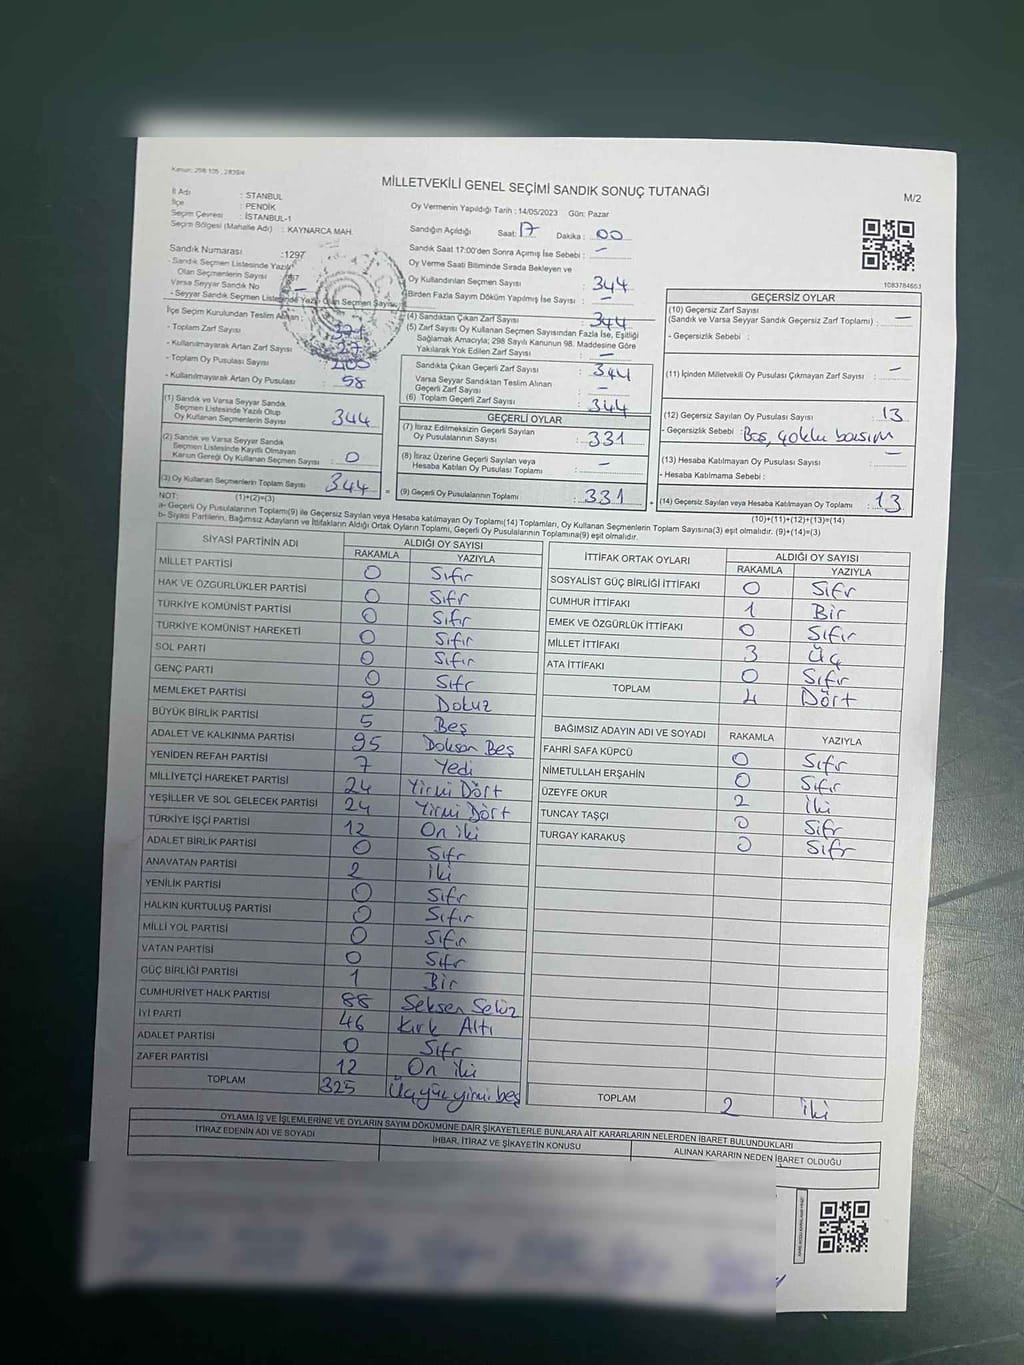 Kanun: 298 105 , 2839/4
MİLLETVEKİLİ GENEL SEÇİMİ SANDIK SONUÇ TUTANAĞI
M/2
İl Adı : İSTANBUL
İlçe : PENDİK
Seçim Çevresi : İSTANBUL-1
Seçim Bölgesi (Mahalle Adı) : KAYNARCA MAH.
Oy Vermenin Yapıldığı Tarih : 14/05/2023 Gün: Pazar
Sandığın Açıldığı Saat: 17 Dakika : 00
Sandık Saat 17:00'den Sonra Açılmış İse Sebebi : —
Oy Verme Saati Bitiminde Sırada Bekleyen ve
Oy Kullandırılan Seçmen Sayısı : 344
Birden Fazla Sayım Döküm Yapılmış İse Sayısı : —
Sandık Numarası :1297
- Sandık Seçmen Listesinde Yazılı
Olan Seçmenlerin Sayısı
Varsa Seyyar Sandık No —
- Seyyar Sandık Seçmen Listesinde Yazılı Olan Seçmen Sayısı
İlçe Seçim Kurulundan Teslim Alınan :
- Toplam Zarf Sayısı
- Kullanılmayarak Artan Zarf Sayısı
- Toplam Oy Pusulası Sayısı
- Kullanılmayarak Artan Oy Pusulası 58
(1) Sandık ve Varsa Seyyar Sandık
Seçmen Listesinde Yazılı Olup
Oy Kullanan Seçmenlerin Sayısı 344
(2) Sandık ve Varsa Seyyar Sandık
Seçmen Listesinde Kayıtlı Olmayan
Kanun Gereği Oy Kullanan Seçmen Sayısı : 0
(3) Oy Kullanan Seçmenlerin Toplam Sayısı : 344 =
(1)+(2)=(3)
(4) Sandıktan Çıkan Zarf Sayısı : 344
(5) Zarf Sayısı Oy Kullanan Seçmen Sayısından Fazla İse, Eşitliği
Sağlamak Amacıyla; 298 Sayılı Kanunun 98. Maddesine Göre
Yakılarak Yok Edilen Zarf Sayısı : —
Sandıkta Çıkan Geçerli Zarf Sayısı : 344
Varsa Seyyar Sandıktan Teslim Alınan
Geçerli Zarf Sayısı : —
(6) Toplam Geçerli Zarf Sayısı : 344
GEÇERLİ OYLAR
(7) İtiraz Edilmeksizin Geçerli Sayılan
Oy Pusulalarının Sayısı : 331
(8) İtiraz Üzerine Geçerli Sayılan veya
Hesaba Katılan Oy Pusulası Toplamı : —
(9) Geçerli Oy Pusulalarının Toplamı : 331 +
1083784653
GEÇERSİZ OYLAR
(10) Geçersiz Zarf Sayısı
(Sandık ve Varsa Seyyar Sandık Geçersiz Zarf Toplamı) : —
- Geçersizlik Sebebi :
(11) İçinden Milletvekili Oy Pusulası Çıkmayan Zarf Sayısı : —
(12) Geçersiz Sayılan Oy Pusulası Sayısı : 13
- Geçersizlik Sebebi : Boş, çoklu basım
(13) Hesaba Katılmayan Oy Pusulası Sayısı : —
- Hesaba Katılmama Sebebi :
(14) Geçersiz Sayılan veya Hesaba Katılmayan Oy Toplamı : 13
(10)+(11)+(12)+(13)=(14)
NOT:
a- Geçerli Oy Pusulalarının Toplamı(9) ile Geçersiz Sayılan veya Hesaba katılmayan Oy Toplamı(14) Toplamları, Oy Kullanan Seçmenlerin Toplam Sayısına(3) eşit olmalıdır. (9)+(14)=(3)
b- Siyasi Partilerin, Bağımsız Adayların ve İttifakların Aldığı Ortak Oyların Toplamı, Geçerli Oy Pusulalarının Toplamına(9) eşit olmalıdır.
SİYASİ PARTİNİN ADI ALDIĞI OY SAYISI
RAKAMLA YAZIYLA
MİLLET PARTİSİ 0 Sıfır
HAK VE ÖZGÜRLÜKLER PARTİSİ 0 Sıfır
TÜRKİYE KOMÜNİST PARTİSİ 0 Sıfır
TÜRKİYE KOMÜNİST HAREKETİ 0 Sıfır
SOL PARTİ 0 Sıfır
GENÇ PARTİ 0 Sıfr
MEMLEKET PARTİSİ 9 Dokuz
BÜYÜK BİRLİK PARTİSİ 5 Beş
ADALET VE KALKINMA PARTİSİ 95 Doksan Beş
YENİDEN REFAH PARTİSİ 7 Yedi
MİLLİYETÇİ HAREKET PARTİSİ 24 Yirmi Dört
YEŞİLLER VE SOL GELECEK PARTİSİ 24 Yirmi Dört
TÜRKİYE İŞÇİ PARTİSİ 12 On iki
ADALET BİRLİK PARTİSİ 0 Sıfr
ANAVATAN PARTİSİ 2 iki
YENİLİK PARTİSİ 0 Sıfr
HALKIN KURTULUŞ PARTİSİ 0 Sıfır
MİLLİ YOL PARTİSİ 0 Sıfır
VATAN PARTİSİ 0 Sıfr
GÜÇ BİRLİĞİ PARTİSİ 1 Bir
CUMHURİYET HALK PARTİSİ 88 Seksen Sekiz
İYİ PARTİ 46 Kırk Altı
ADALET PARTİSİ 0 Sıfr
ZAFER PARTİSİ 12 On iki
TOPLAM 325 Üçyüzyirmi beş
İTTİFAK ORTAK OYLARI ALDIĞI OY SAYISI
RAKAMLA YAZIYLA
SOSYALİST GÜÇ BİRLİĞİ İTTİFAKI 0 Sıfr
CUMHUR İTTİFAKI 1 Bir
EMEK VE ÖZGÜRLÜK İTTİFAKI 0 Sıfır
MİLLET İTTİFAKI 3 Üç
ATA İTTİFAKI 0 Sıfır
TOPLAM 4 Dört
BAĞIMSIZ ADAYIN ADI VE SOYADI RAKAMLA YAZIYLA
FAHRİ SAFA KÜPCÜ 0 Sıfır
NİMETULLAH ERŞAHİN 0 Sıfır
ÜZEYFE OKUR 2 İki
TUNCAY TAŞÇI 0 Sıfr
TURGAY KARAKUŞ 0 Sıfr
TOPLAM 2 iki
OYLAMA İŞ VE İŞLEMLERİNE VE OYLARIN SAYIM DÖKÜMÜNE DAİR ŞİKAYETLERLE BUNLARA AİT KARARLARIN NELERDEN İBARET BULUNDUKLARI
İTİRAZ EDENİN ADI VE SOYADI İHBAR, İTİRAZ VE ŞİKAYETİN KONUSU ALINAN KARARIN NEDEN İBARET OLDUĞU